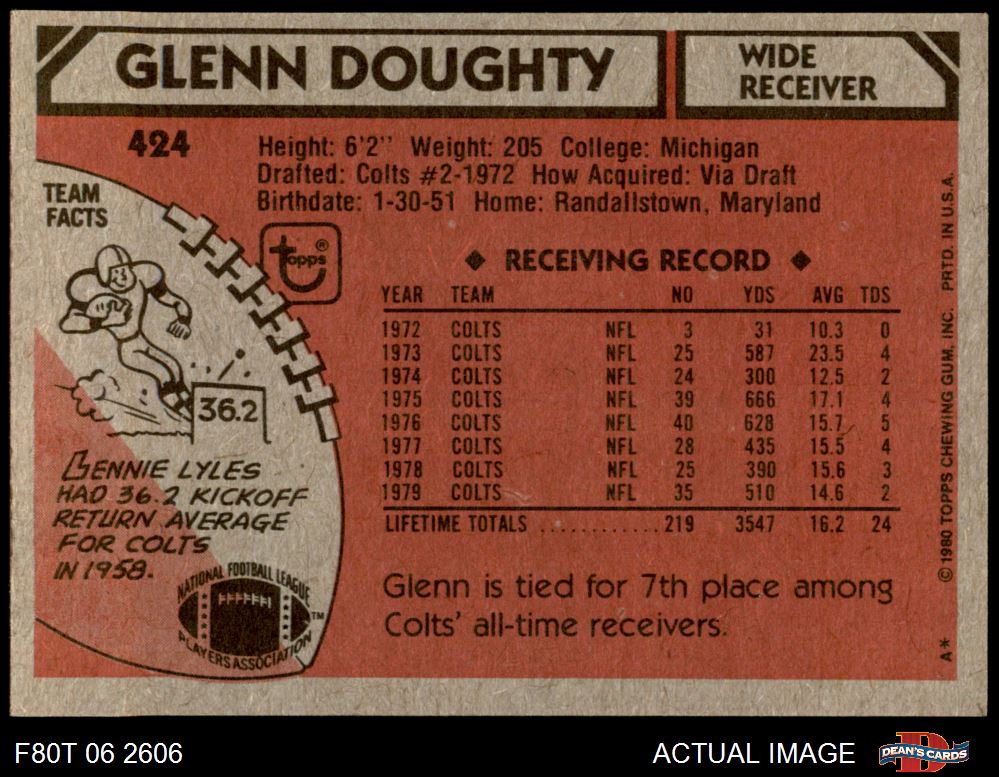 GLENN DOUGHTY
WIDE
RECEIVER
424
Height: 6'2" Weight: 205 College: Michigan
Drafted: Colts #2-1972 How Acquired: Via Draft
Birthdate: 1-30-51 Home: Randallstown, Maryland
TEAM
FACTS
Topps®
36.2
LENNIE LYLES
HAD 36.2 KICKOFF
RETURN AVERAGE
FOR COLTS
IN 1958.
NATIONAL FOOTBALL LEAGUE
PLAYERS ASSOCIATION ™
◆ RECEIVING RECORD ◆
YEAR TEAM NO YDS AVG TDS
1972 COLTS NFL 3 31 10.3 0
1973 COLTS NFL 25 587 23.5 4
1974 COLTS NFL 24 300 12.5 2
1975 COLTS NFL 39 666 17.1 4
1976 COLTS NFL 40 628 15.7 5
1977 COLTS NFL 28 435 15.5 4
1978 COLTS NFL 25 390 15.6 3
1979 COLTS NFL 35 510 14.6 2
LIFETIME TOTALS .......... 219 3547 16.2 24
Glenn is tied for 7th place among
Colts' all-time receivers.
A* © 1980 TOPPS CHEWING GUM, INC. PRTD. IN U.S.A.
F80T 06 2606
ACTUAL IMAGE
DEAN'S CARDS